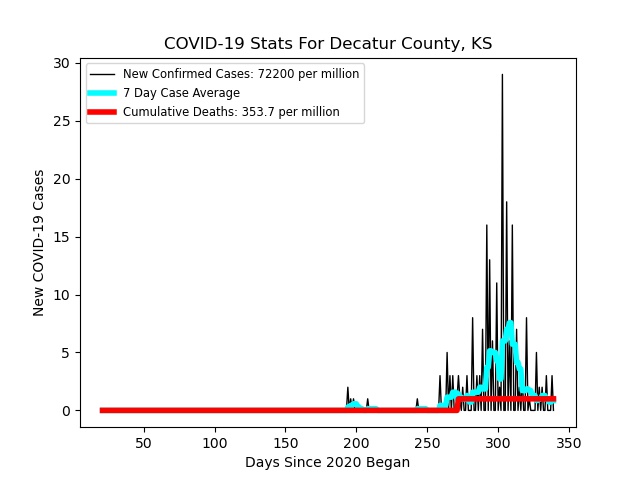 COVID-19 Stats For Decatur County, KS
New Confirmed Cases: 72200 per million
7 Day Case Average
Cumulative Deaths: 353.7 per million
New COVID-19 Cases
30
25
20
15
10
5
0
50
100
150
200
250
300
350
Days Since 2020 Began